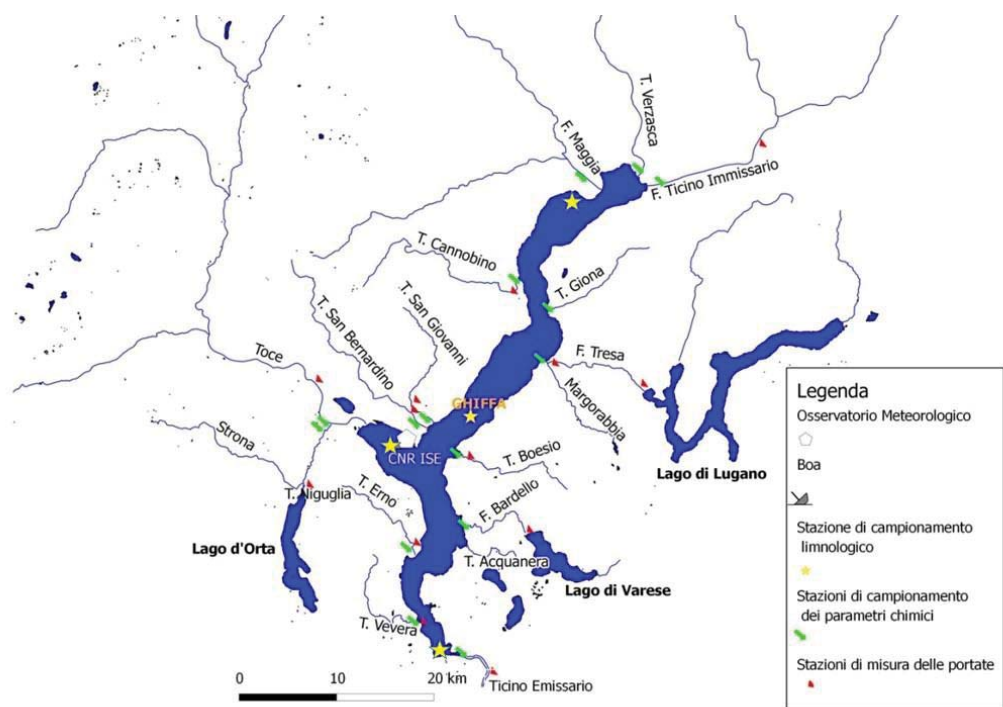 T. Verzasca
F. Maggia
F. Ticino Immissario
T. Cannobino
T. Giona
T. San Giovanni
T. San Bernardino
Toce
F. Tresa
Margorabbia
GHIFFA
Strona
CNR ISE
T. Boesio
Lago di Lugano
T. Niguglia
T. Erno
F. Bardello
Lago d'Orta
T. Acquanera
Lago di Varese
T. Vevera
Ticino Emissario
0 10 20 km
Legenda
Osservatorio Meteorologico
Boa
Stazione di campionamento
limnologico
Stazioni di campionamento
dei parametri chimici
Stazioni di misura delle portate